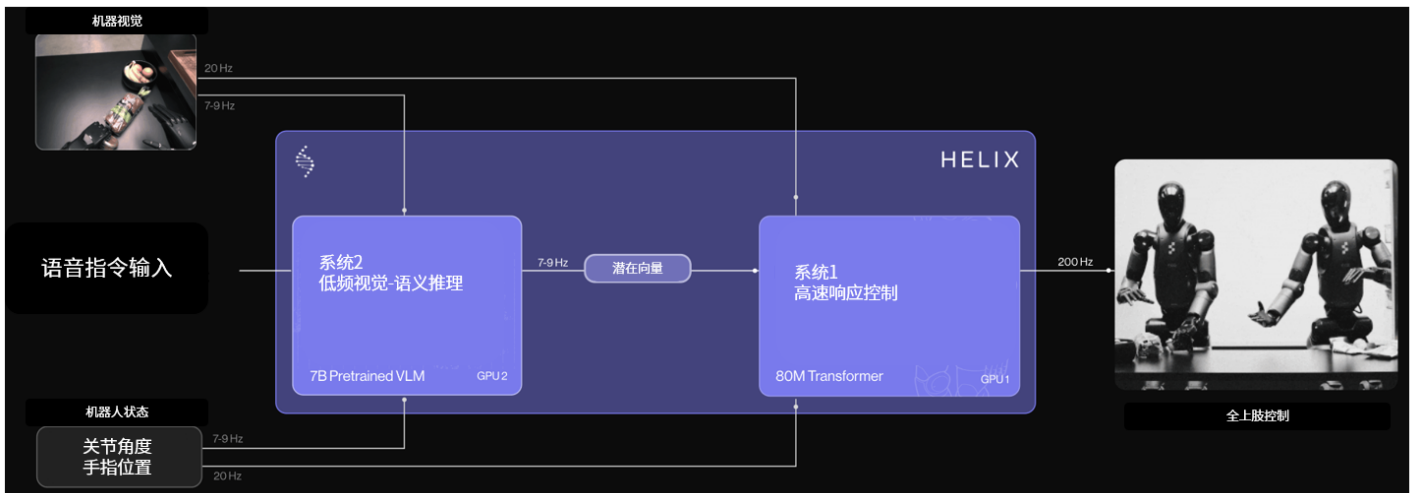 机器视觉
20 Hz
7-9 Hz
HELIX
语音指令输入
系统2
低频视觉-语义推理
7B Pretrained VLM
GPU 2
7-9 Hz
潜在向量
系统1
高速响应控制
80M Transformer
GPU 1
200 Hz
全上肢控制
机器人状态
关节角度
手指位置
7-9 Hz
20 Hz